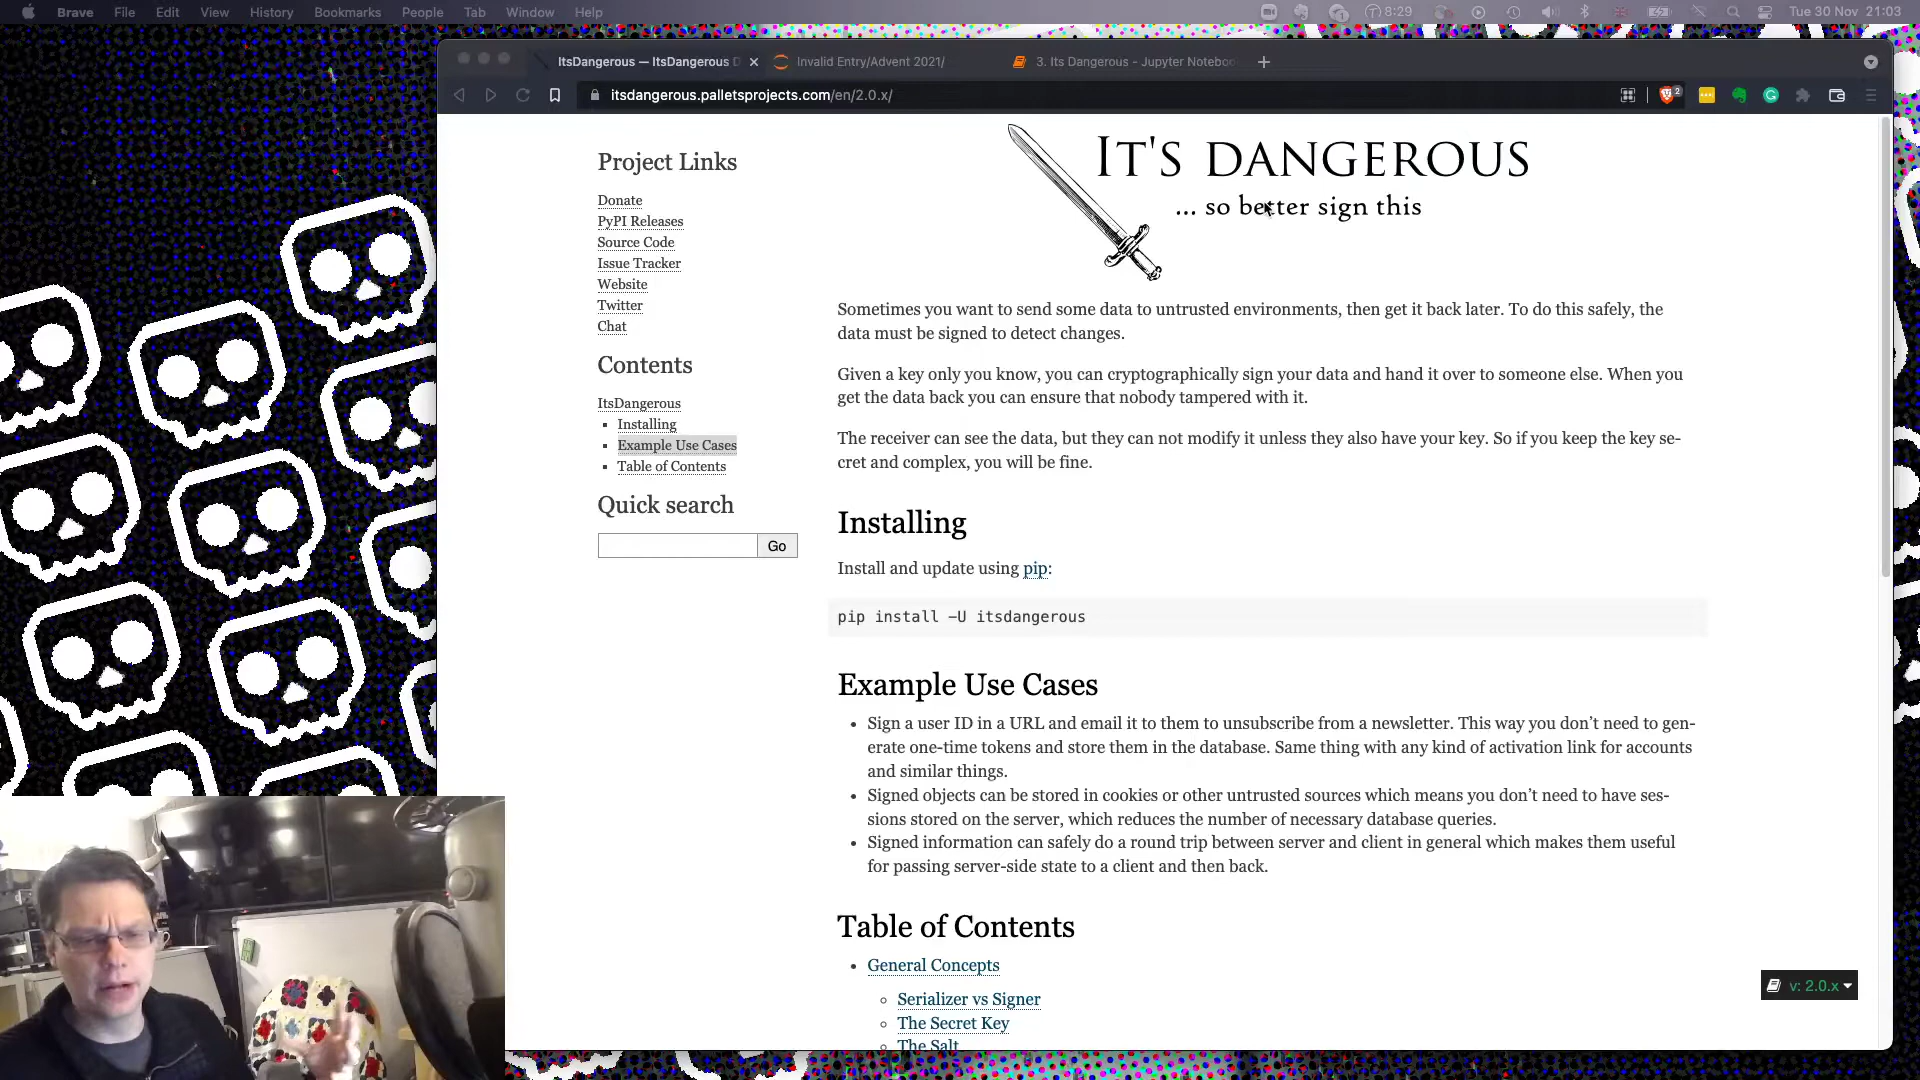 Brave File Edit View History Bookmarks People Tab Window Help 8:29 Tue 30 Nov 21:03
ItsDangerous — ItsDangerous D Invalid Entry/Advent 2021/ 3. Its Dangerous - Jupyter Notebook
itsdangerous.palletsprojects.com/en/2.0.x/ 2
IT'S DANGEROUS
... so better sign this
Project Links
Donate
PyPI Releases
Source Code
Issue Tracker
Website
Twitter
Chat
Contents
ItsDangerous
Installing
Example Use Cases
Table of Contents
Quick search
Go
Sometimes you want to send some data to untrusted environments, then get it back later. To do this safely, the
data must be signed to detect changes.
Given a key only you know, you can cryptographically sign your data and hand it over to someone else. When you
get the data back you can ensure that nobody tampered with it.
The receiver can see the data, but they can not modify it unless they also have your key. So if you keep the key se-
cret and complex, you will be fine.
Installing
Install and update using pip:
pip install -U itsdangerous
Example Use Cases
Sign a user ID in a URL and email it to them to unsubscribe from a newsletter. This way you don't need to gen-
erate one-time tokens and store them in the database. Same thing with any kind of activation link for accounts
and similar things.
Signed objects can be stored in cookies or other untrusted sources which means you don't need to have ses-
sions stored on the server, which reduces the number of necessary database queries.
Signed information can safely do a round trip between server and client in general which makes them useful
for passing server-side state to a client and then back.
Table of Contents
General Concepts
Serializer vs Signer
The Secret Key
The Salt
v: 2.0.x